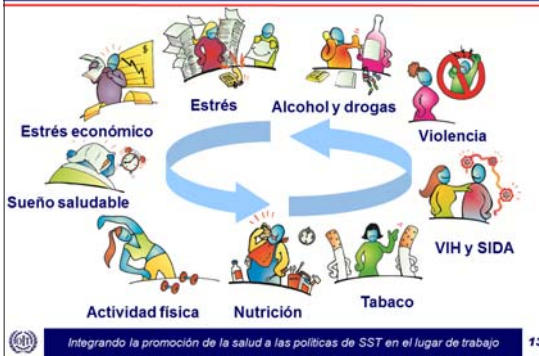 Estrés
Alcohol y drogas
Estrés económico
Violencia
Sueño saludable
VIH y SIDA
Tabaco
Actividad física
Nutrición
Integrando la promoción de la salud a las políticas de SST en el lugar de trabajo
13